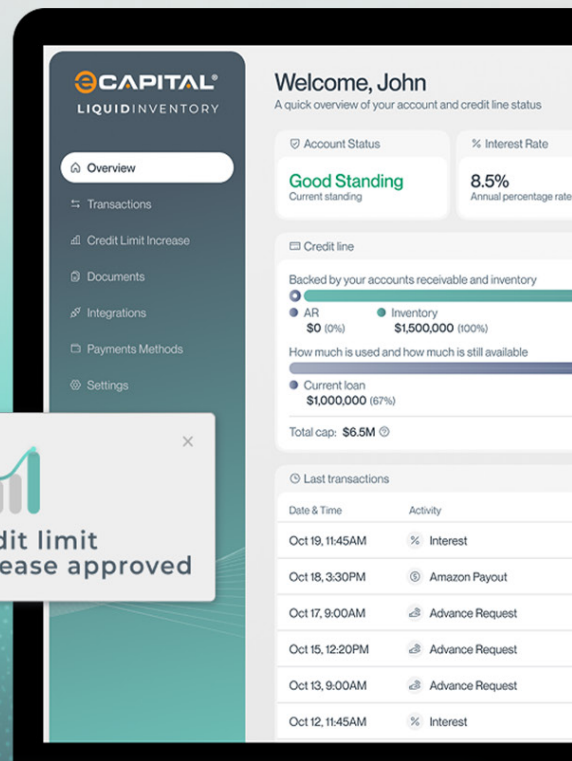 eCAPITAL®
LIQUIDINVENTORY
Overview
Transactions
Credit Limit Increase
Documents
Integrations
Payments Methods
Settings
Welcome, John
A quick overview of your account and credit line status
Account Status
Good Standing
Current standing
% Interest Rate
8.5%
Annual percentage rate
Credit line
Backed by your accounts receivable and inventory
AR
$0 (0%)
Inventory
$1,500,000 (100%)
How much is used and how much is still available
Current loan
$1,000,000 (67%)
Total cap: $6.5M
Last transactions
Date & Time Activity
Oct 19, 11:45AM % Interest
Oct 18, 3:30PM Amazon Payout
Oct 17, 9:00AM Advance Request
Oct 15, 12:20PM Advance Request
Oct 13, 9:00AM Advance Request
Oct 12, 11:45AM % Interest
dit limit
ease approved